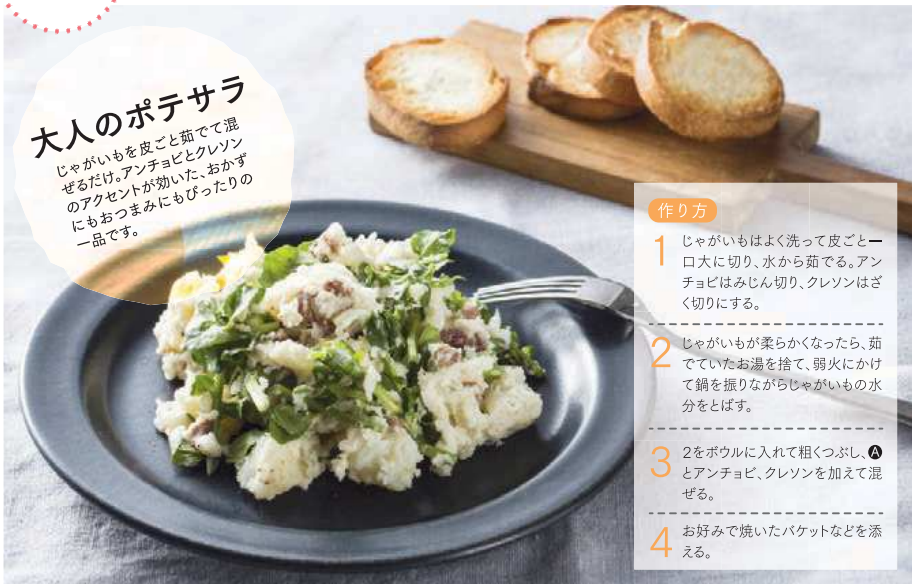 大人のポテサラ
じゃがいもを皮ごと茹でて混
ぜるだけ。アンチョビとクレソン
のアクセントが効いた、おかず
にもおつまみにもぴったりの
一品です。
作り方
1 じゃがいもはよく洗って皮ごと一
口大に切り、水から茹でる。アン
チョビはみじん切り、クレソンはざ
く切りにする。
2 じゃがいもが柔らかくなったら、茹
でていたお湯を捨て、弱火にかけ
て鍋を振りながらじゃがいもの水
分をとばす。
3 2をボウルに入れて粗くつぶし、A
とアンチョビ、クレソンを加えて混
ぜる。
4 お好みで焼いたバケットなどを添
える。